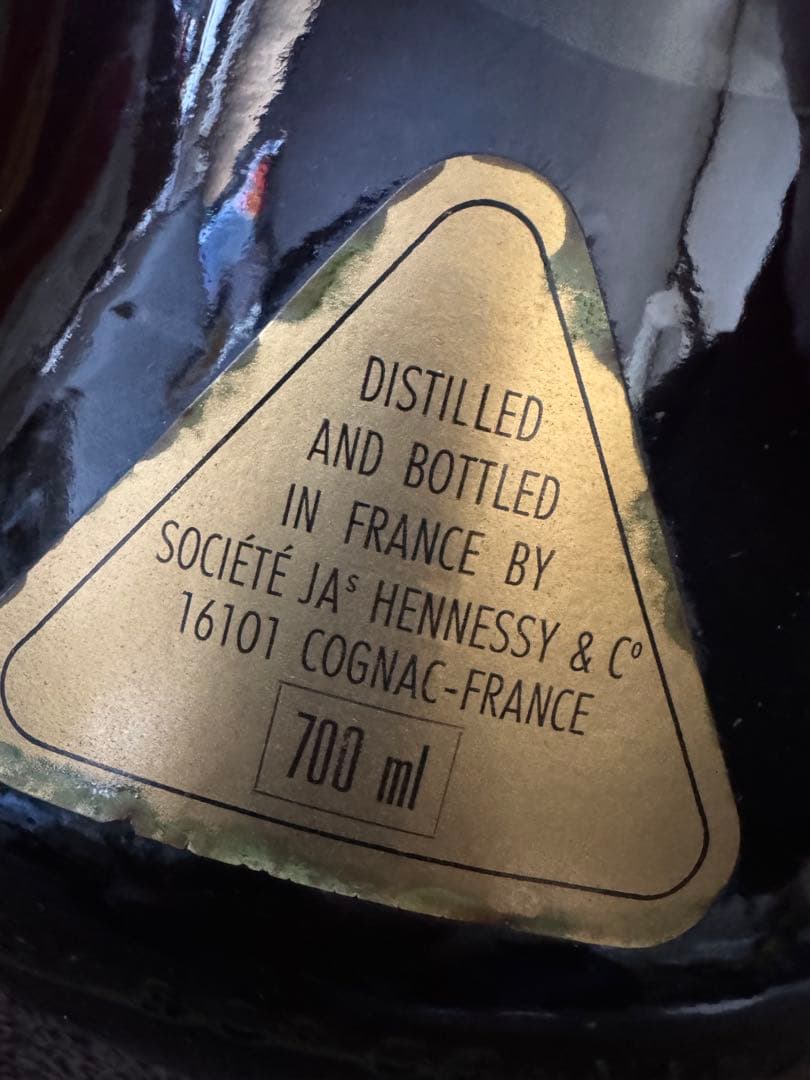 DISTILLED
AND BOTTLED
IN FRANCE BY
SOCIÉTÉ JAˢ HENNESSY & Cº
16101 COGNAC-FRANCE
700 ml